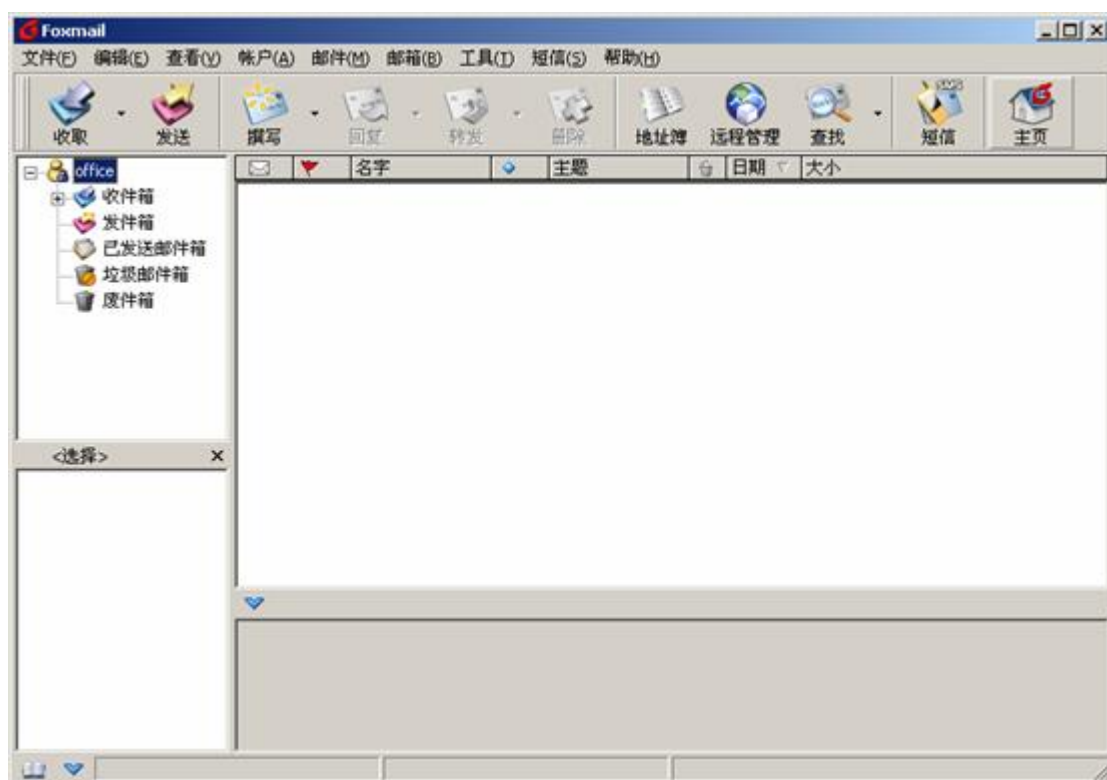 Foxmail
文件(F) 编辑(E) 查看(V) 帐户(A) 邮件(M) 邮箱(B) 工具(T) 短信(S) 帮助(H)
收取 发送 撰写 回复 转发 删除 地址簿 远程管理 查找 短信 主页
office 名字 主题 日期 大小
收件箱
发件箱
已发送邮件箱
垃圾邮件箱
废件箱
<选择>